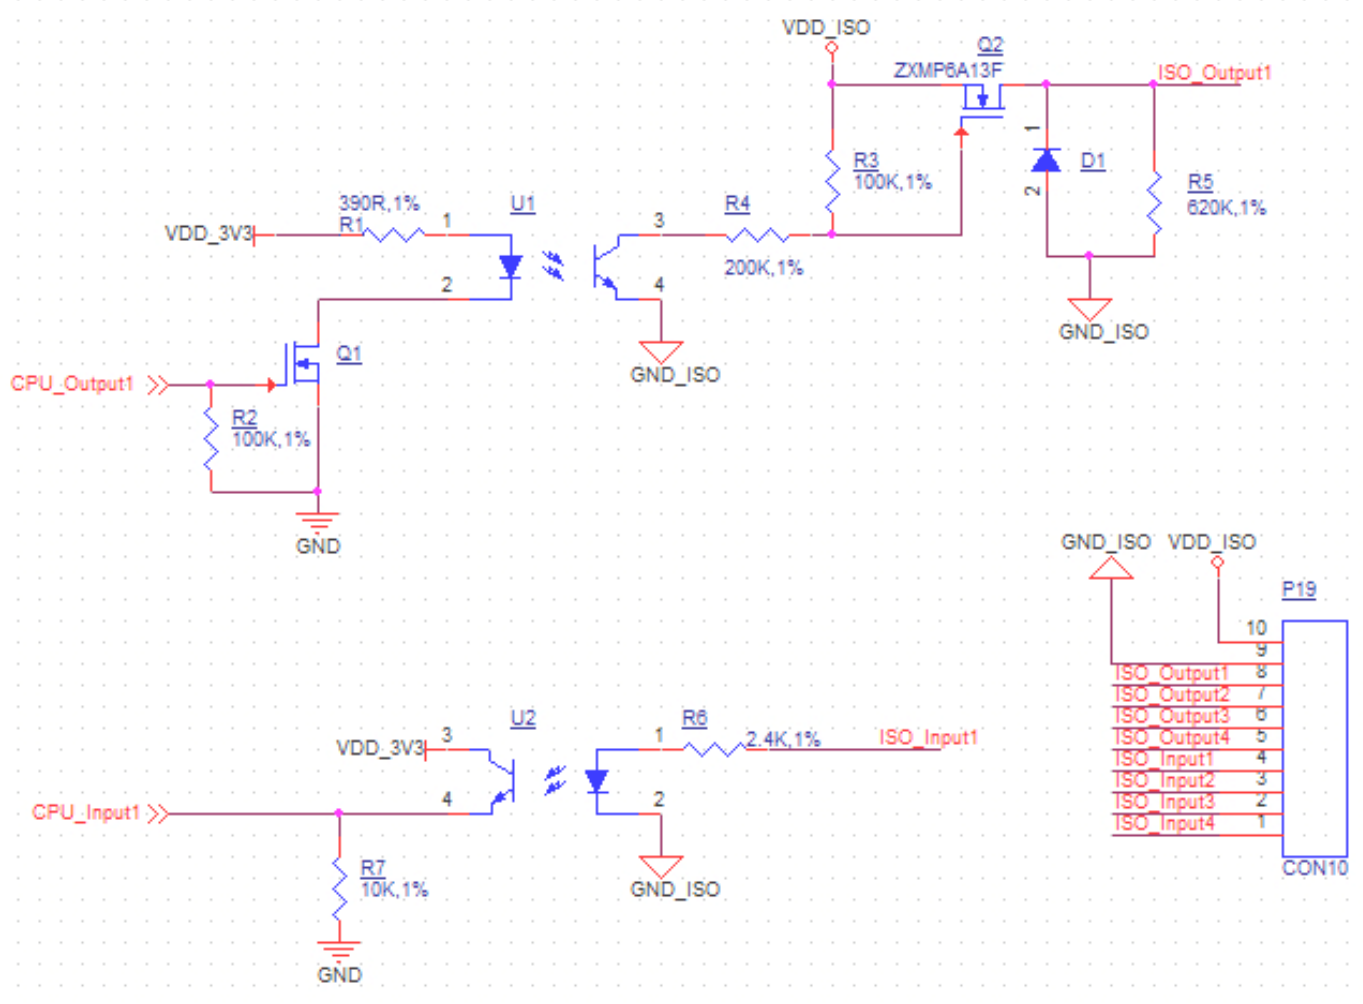 VDD_ISO
Q2
ZXMP6A13F
ISO_Output1
1
D1
2
R3
100K,1%
R5
620K,1%
390R,1%
R1
VDD_3V3
1
U1
3
R4
200K,1%
2
4
GND_ISO
GND_ISO
Q1
CPU_Output1
R2
100K,1%
GND
GND_ISO
VDD_ISO
P19
10
9
ISO_Output1
8
ISO_Output2
7
ISO_Output3
6
ISO_Output4
5
ISO_Input1
4
ISO_Input2
3
ISO_Input3
2
ISO_Input4
1
CON10
U2
R6
VDD_3V3
3
1
2.4K,1%
ISO_Input1
CPU_Input1
4
2
R7
10K,1%
GND_ISO
GND